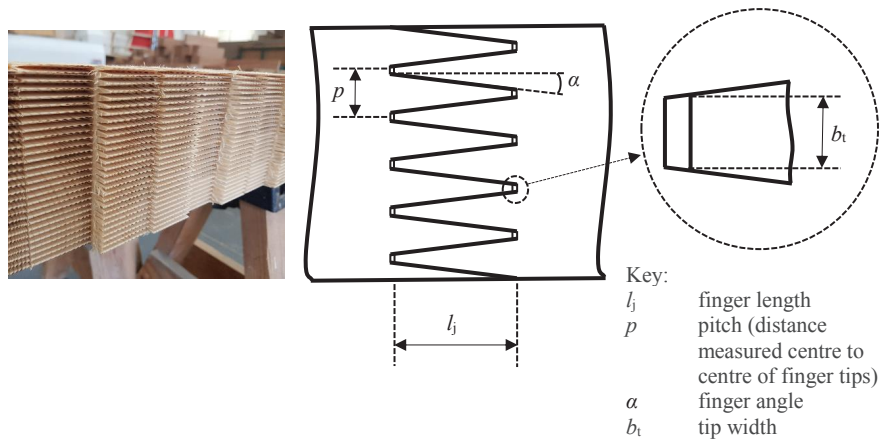 p
α
b_t
l_j
Key:
l_j finger length
p pitch (distance
measured centre to
centre of finger tips)
α finger angle
b_t tip width